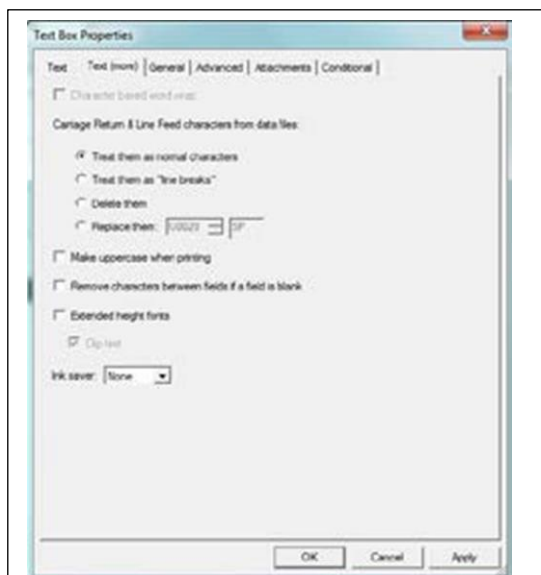 Text Box Properties
Text Text (more) General Advanced Attachments Conditional
Character based word wrap
Carriage Return & Line Feed characters from data files:
Treat them as normal characters
Treat them as "line breaks"
Delete them
Replace them: U0020 SP
Make uppercase when printing
Remove characters between fields if a field is blank
Extended height fonts
Clip text
Ink saver: None
OK Cancel Apply